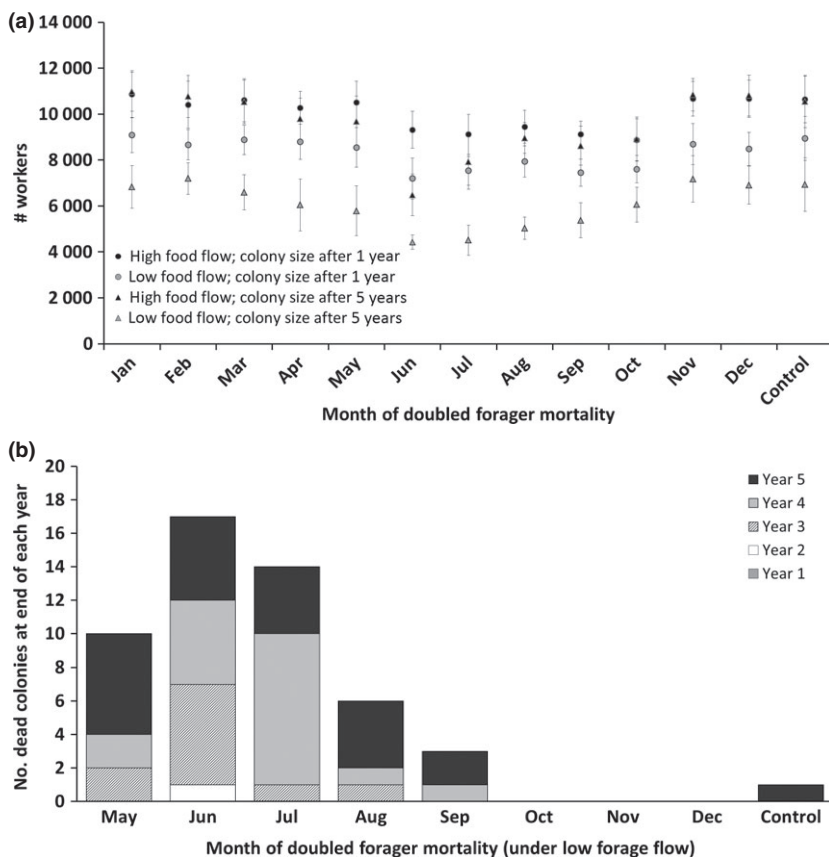 (a)
14 000
12 000
10 000
8 000
6 000
4 000
2 000
0
# workers
High food flow; colony size after 1 year
Low food flow; colony size after 1 year
High food flow; colony size after 5 years
Low food flow; colony size after 5 years
Jan Feb Mar Apr May Jun Jul Aug Sep Oct Nov Dec Control
Month of doubled forager mortality
(b)
20
18
16
14
12
10
8
6
4
2
0
No. dead colonies at end of each year
Year 5
Year 4
Year 3
Year 2
Year 1
May Jun Jul Aug Sep Oct Nov Dec Control
Month of doubled forager mortality (under low forage flow)